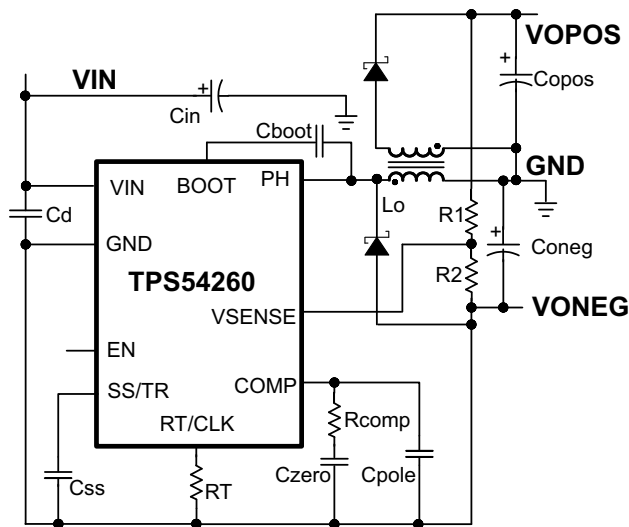 VOPOS
VIN
+
Copos
+
Cin
Cboot
GND
VIN
BOOT
PH
Lo
Cd
R1
+
GND
Coneg
TPS54260
R2
VONEG
VSENSE
EN
COMP
SS/TR
Rcomp
RT/CLK
Czero
Cpole
Css
RT